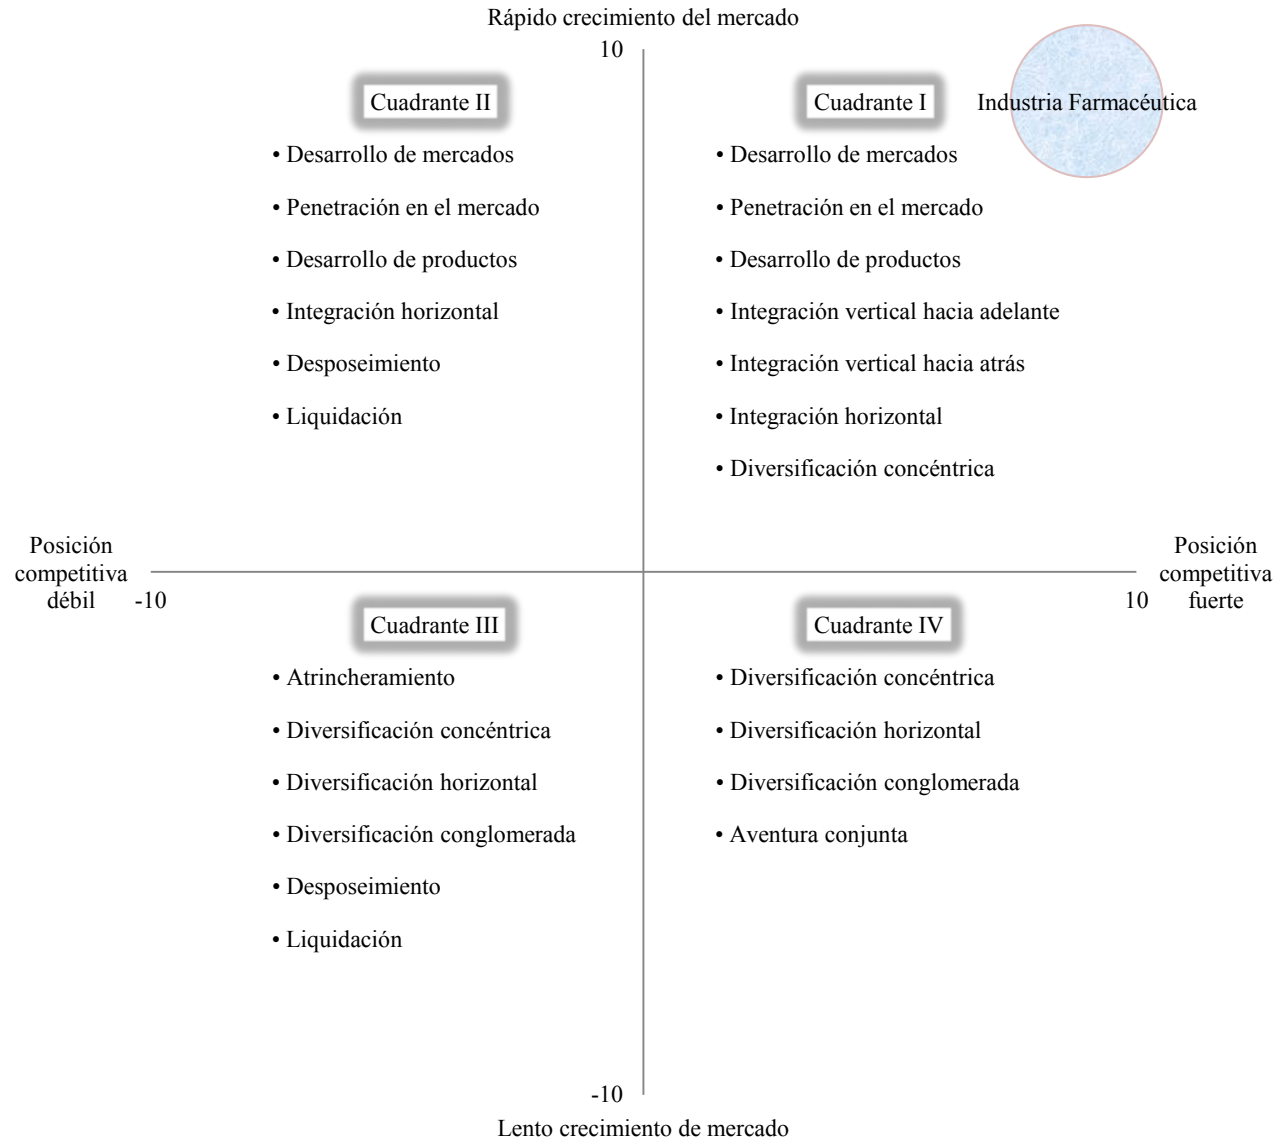 Rápido crecimiento del mercado
10
Cuadrante II
• Desarrollo de mercados
• Penetración en el mercado
• Desarrollo de productos
• Integración horizontal
• Desposeimiento
• Liquidación
Cuadrante I
Industria Farmacéutica
• Desarrollo de mercados
• Penetración en el mercado
• Desarrollo de productos
• Integración vertical hacia adelante
• Integración vertical hacia atrás
• Integración horizontal
• Diversificación concéntrica
Posición
competitiva
débil
-10
Posición
competitiva
fuerte
10
Cuadrante III
• Atrincheramiento
• Diversificación concéntrica
• Diversificación horizontal
• Diversificación conglomerada
• Desposeimiento
• Liquidación
Cuadrante IV
• Diversificación concéntrica
• Diversificación horizontal
• Diversificación conglomerada
• Aventura conjunta
-10
Lento crecimiento de mercado